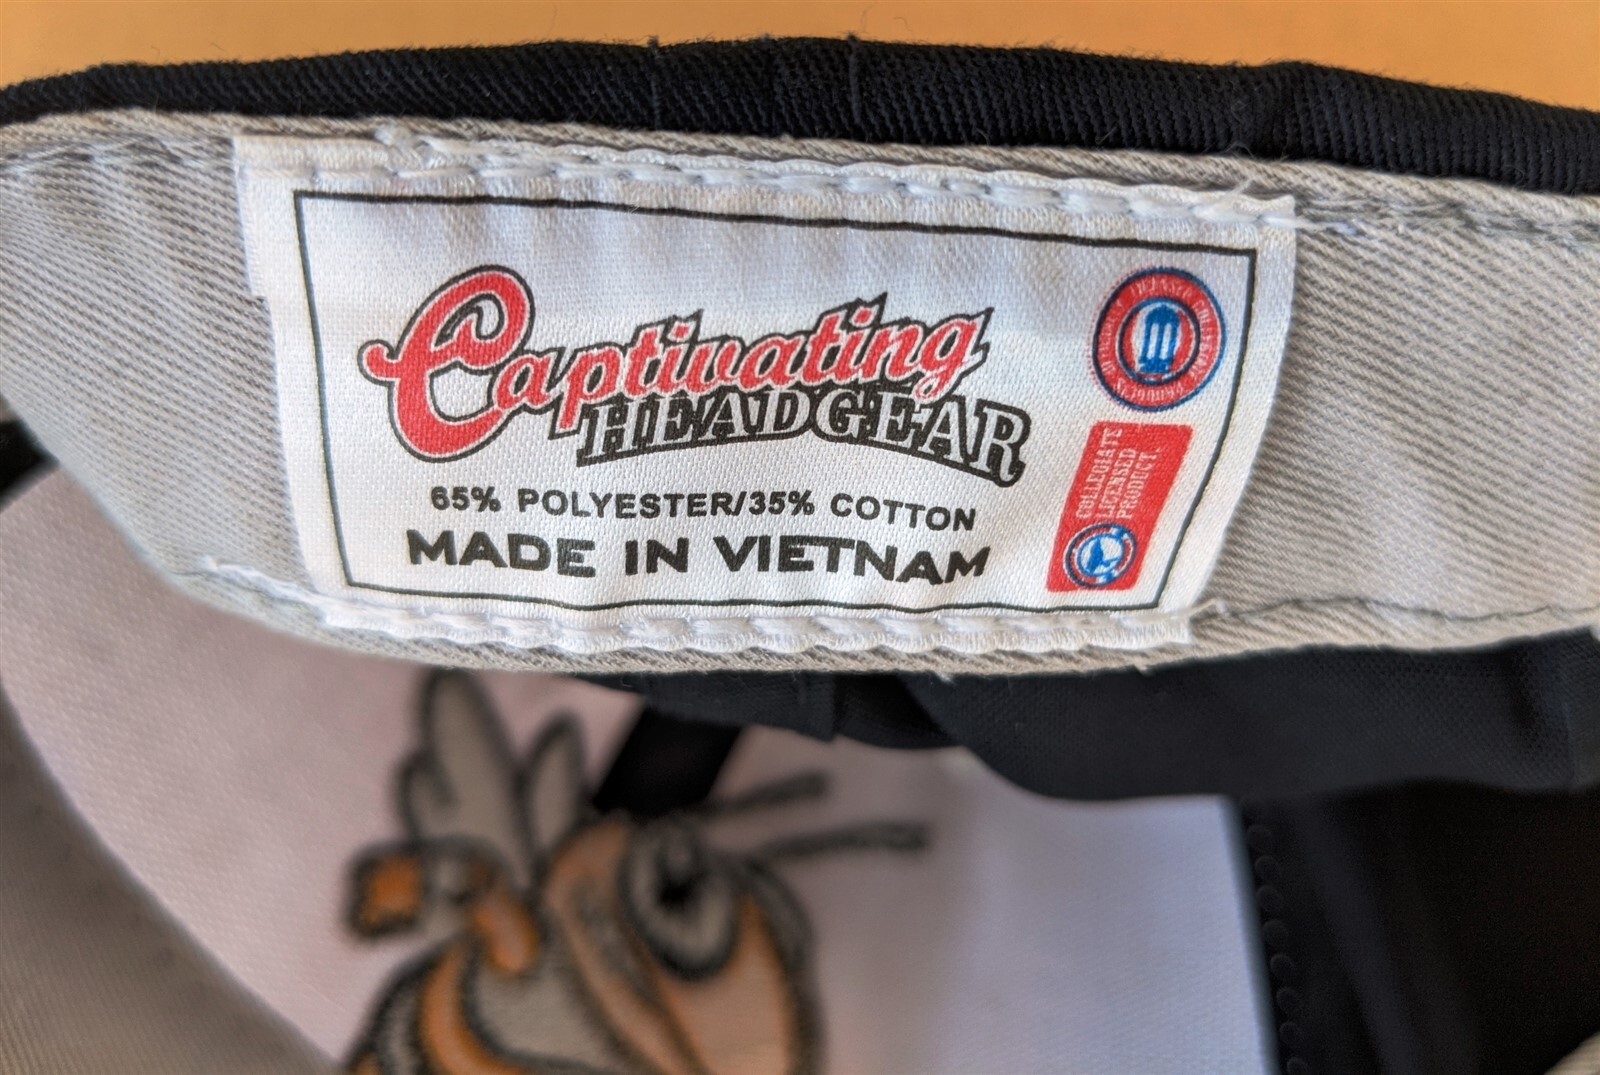 Captivating
HEADGEAR
65% POLYESTER/35% COTTON
MADE IN VIETNAM
COLLEGIATE
LICENSED
PRODUCT.